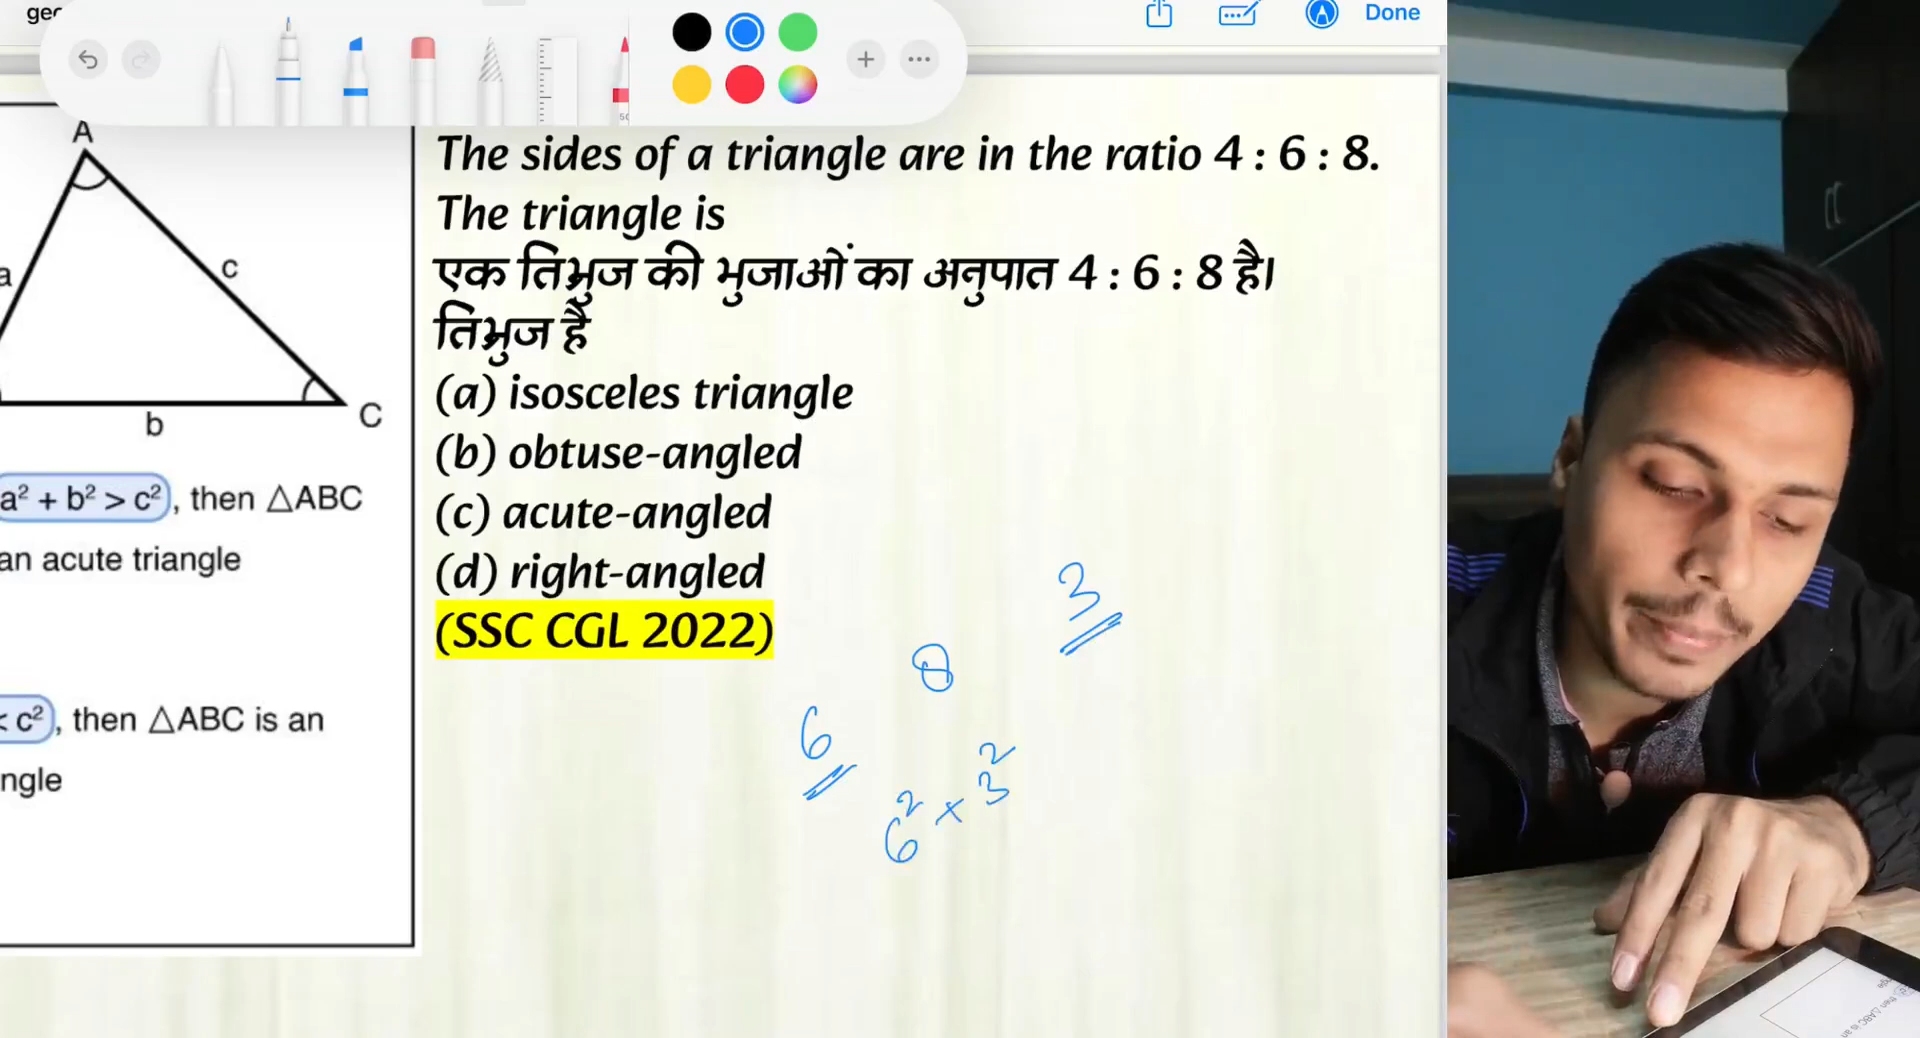 Done
A
a
c
b
C
a² + b² > c², then △ABC
an acute triangle
< c², then △ABC is an
ngle
The sides of a triangle are in the ratio 4 : 6 : 8.
The triangle is
एक त्रिभुज की भुजाओं का अनुपात 4 : 6 : 8 है।
त्रिभुज है
(a) isosceles triangle
(b) obtuse-angled
(c) acute-angled
(d) right-angled
(SSC CGL 2022)
3
8
6
6² × 3²